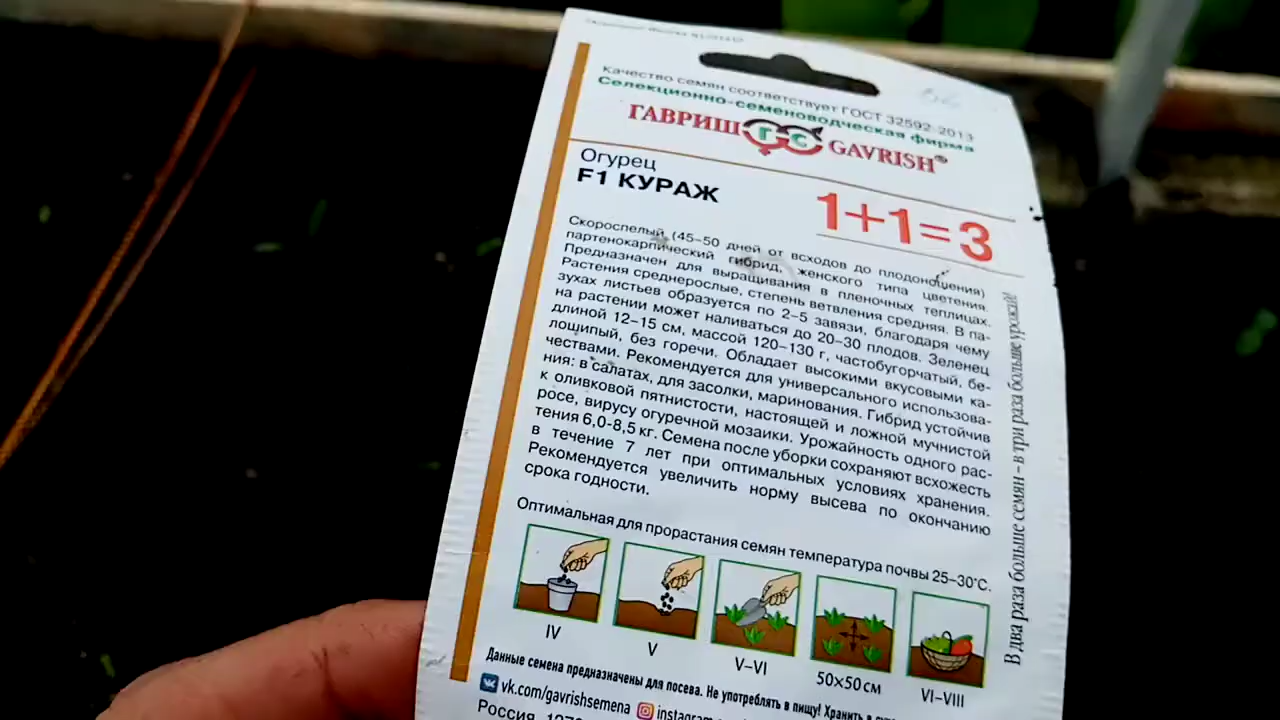 Качество семян соответствует ГОСТ 32592-2013
Селекционно-семеноводческая фирма
ГАВРИШ ГС GAVRISH®
Огурец
F1 КУРАЖ
1+1=3
Скороспелый (45–50 дней от всходов до плодоношения)
партенокарпический гибрид, женского типа цветения.
Предназначен для выращивания в пленочных теплицах.
Растения среднерослые, степень ветвления средняя. В па-
зухах листьев образуется по 2–5 завязи, благодаря чему
на растении может наливаться до 20–30 плодов. Зеленец
длиной 12–15 см, массой 120–130 г, частобугорчатый, бе-
лошипый, без горечи. Обладает высокими вкусовыми ка-
чествами. Рекомендуется для универсального использова-
ния: в салатах, для засолки, маринования. Гибрид устойчив
к оливковой пятнистости, настоящей и ложной мучнистой
росе, вирусу огуречной мозаики. Урожайность одного рас-
тения 6,0-8,5 кг. Семена после уборки сохраняют всхожесть
в течение 7 лет при оптимальных условиях хранения.
Рекомендуется увеличить норму высева по окончанию
срока годности.
В два раза больше семян – в три раза больше урожай!
Оптимальная для прорастания семян температура почвы 25–30°С.
IV
V
V–VI
50×50 см
VI–VIII
Данные семена предназначены для посева. Не употреблять в пищу! Хранить в
vk.com/gavrishsemena
Россия,